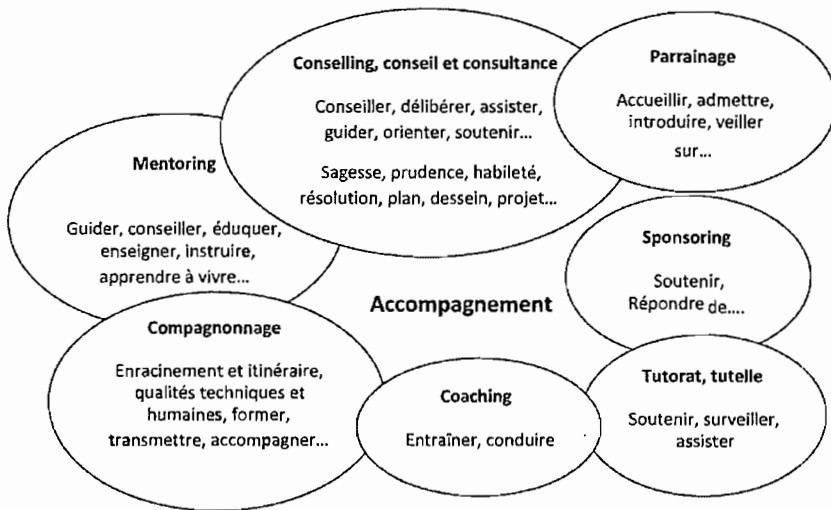 Conselling, conseil et consultance
Conseiller, délibérer, assister,
guider, orienter, soutenir...
Sagesse, prudence, habileté,
résolution, plan, dessein, projet...
Parrainage
Accueillir, admettre,
introduire, veiller
sur...
Mentoring
Guider, conseiller, éduquer,
enseigner, instruire,
apprendre à vivre...
Sponsoring
Soutenir,
Répondre de....
Accompagnement
Compagnonnage
Enracinement et itinéraire,
qualités techniques et
humaines, former,
transmettre, accompagner...
Coaching
Entraîner, conduire
Tutorat, tutelle
Soutenir, surveiller,
assister